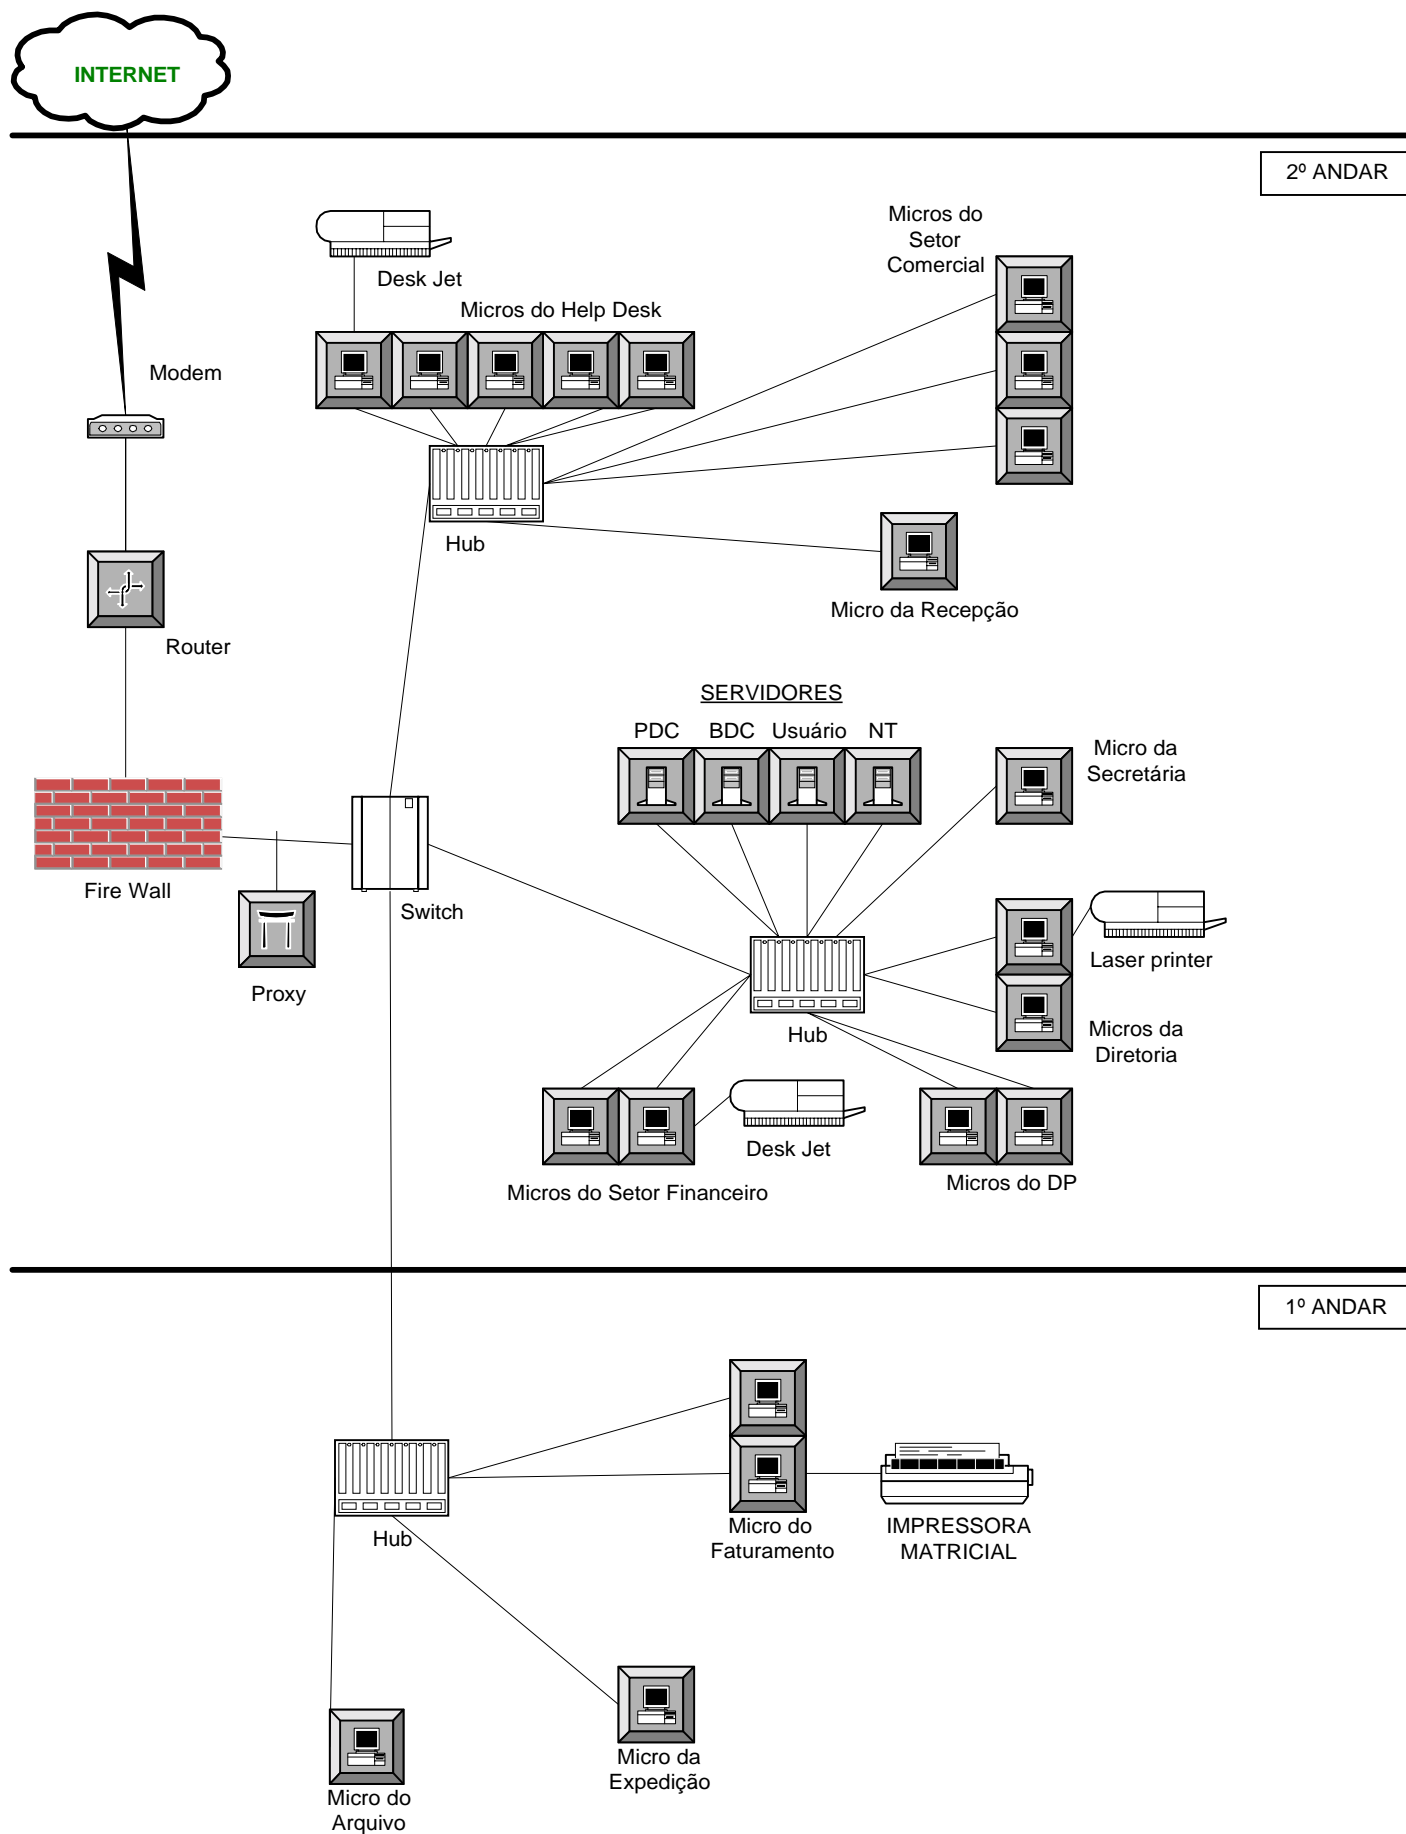 INTERNET
2º ANDAR
Micros do
Setor
Comercial
Desk Jet
Micros do Help Desk
Modem
Hub
Micro da Recepção
Router
SERVIDORES
PDC BDC Usuário NT
Micro da
Secretária
Fire Wall
Switch
Proxy
Laser printer
Hub
Micros da
Diretoria
Desk Jet
Micros do Setor Financeiro
Micros do DP
1º ANDAR
Hub
Micro do
Faturamento
IMPRESSORA
MATRICIAL
Micro da
Expedição
Micro do
Arquivo